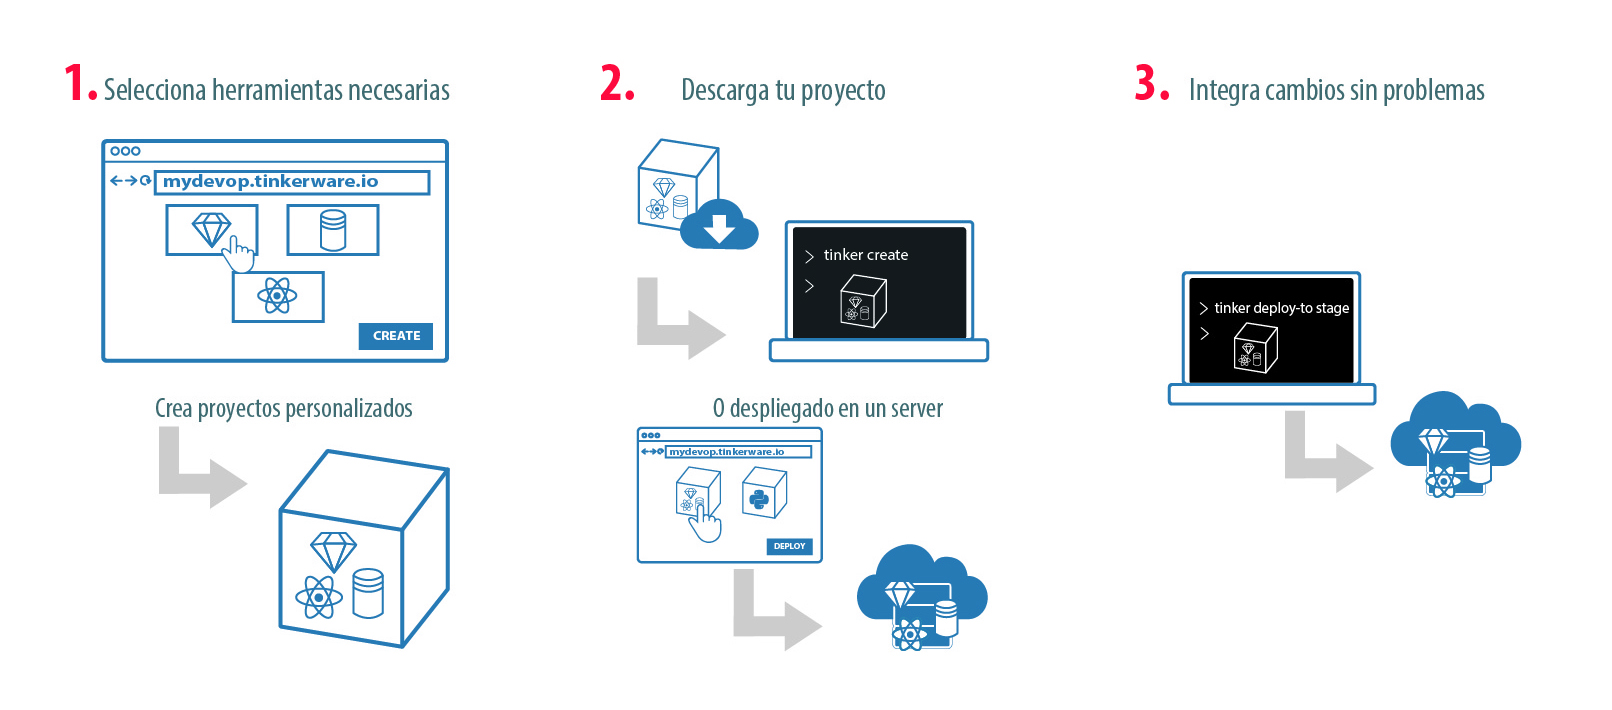 1. Selecciona herramientas necesarias
mydevop.tinkerware.io
CREATE
Crea proyectos personalizados
2. Descarga tu proyecto
> tinker create
>
O despliegado en un server
mydevop.tinkerware.io
DEPLOY
3. Integra cambios sin problemas
> tinker deploy-to stage
>